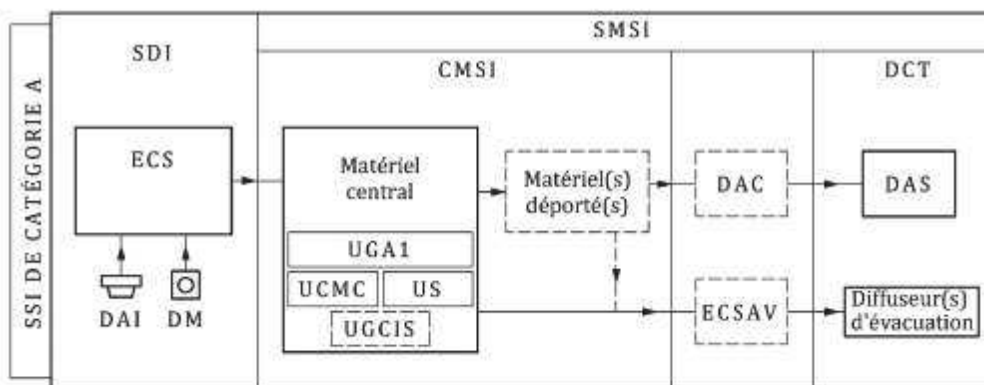 SSI DE CATÉGORIE A
SDI
SMSI
CMSI
DCT
ECS
Matériel
central
Matériel(s)
déporté(s)
DAC
DAS
UGA1
UCMC
US
UGCIS
DAI
DM
ECSAV
Diffuseur(s)
d'évacuation